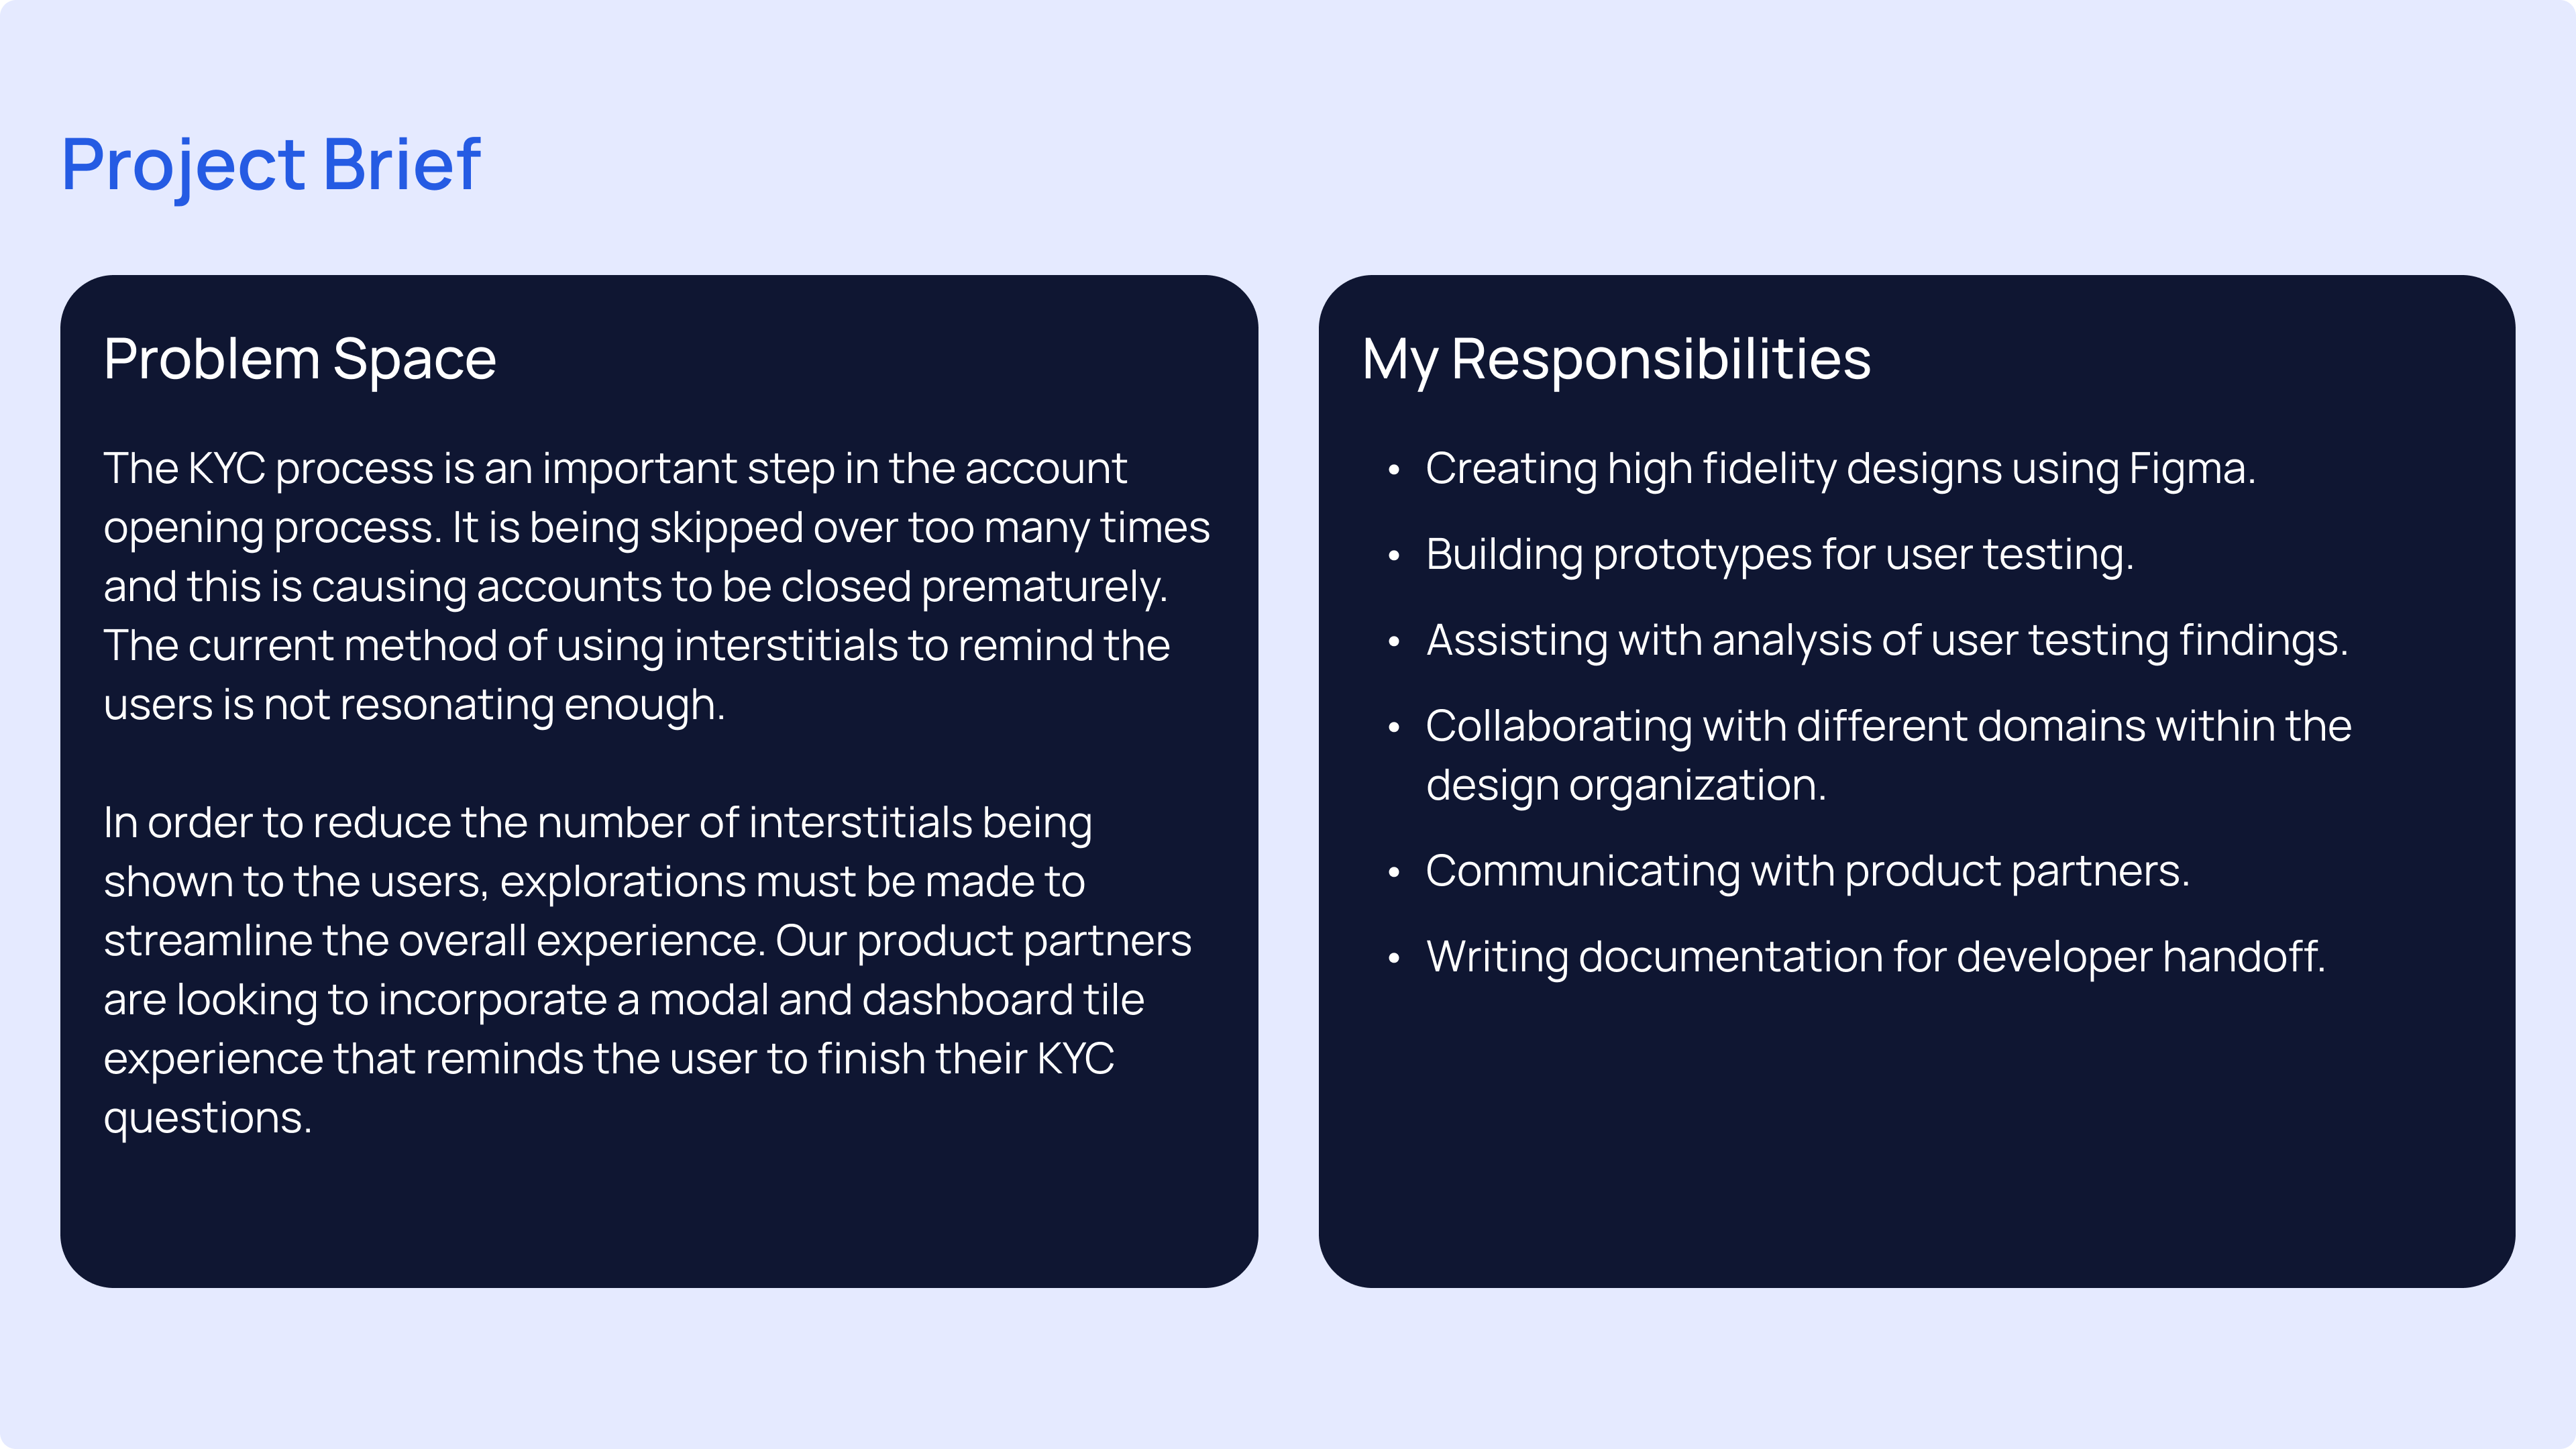 Project Brief
Problem Space
The KYC process is an important step in the account
opening process. It is being skipped over too many times
and this is causing accounts to be closed prematurely.
The current method of using interstitials to remind the
users is not resonating enough.
In order to reduce the number of interstitials being
shown to the users, explorations must be made to
streamline the overall experience. Our product partners
are looking to incorporate a modal and dashboard tile
experience that reminds the user to finish their KYC
questions.
My Responsibilities
• Creating high fidelity designs using Figma.
• Building prototypes for user testing.
• Assisting with analysis of user testing findings.
• Collaborating with different domains within the
design organization.
• Communicating with product partners.
• Writing documentation for developer handoff.